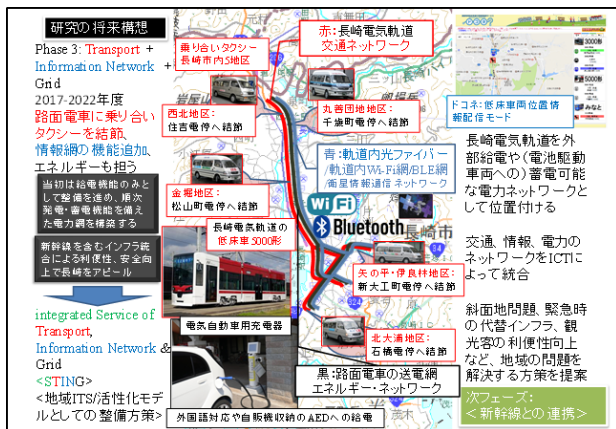 研究の将来構想
Phase 3: Transport +
Information Network +
Grid
2017-2022年度
路面電車に乗り合い
タクシーを結節、
情報網の機能追加、
エネルギーも担う
当初は給電機能のみと
して整備を進め、順次
発電・蓄電機能を備え
た電力網を構築する
新幹線を含むインフラ統
合による利便性、安全向
上で長崎をアピール
integrated Service of
Transport,
Information Network &
Grid
<STING>
<地域ITS/活性化モデ
ルとしての整備方策>
乗り合いタクシー
長崎市内5地区
赤:長崎電気軌道
交通ネットワーク
西北地区:
住吉電停へ結節
丸善団地地区:
千歳町電停へ結節
青:軌道内光ファイバー
/軌道内Wi-Fi網/BLE網
/衛星情報通信ネットワーク
金堀地区:
松山町電停へ結節
Wi Fi
Bluetooth
長崎電気軌道の
低床車5000形
長崎市
矢の平・伊良林地区:
新大工町電停へ結節
電気自動車用充電器
北大浦地区:
石橋電停へ結節
黒:路面電車の送電網
エネルギー・ネットワーク
外国語対応や自販機収納のAEDへの給電
ドコネ:低床車両位置情
報配信モード
長崎電気軌道を外
部給電や(電池駆動
車両への)蓄電可能
な電力ネットワークと
して位置付ける
交通、情報、電力の
ネットワークをICTに
よって統合
斜面地問題、緊急時
の代替インフラ、観
光客の利便性向上
など、地域の問題を
解決する方策を提案
次フェーズ:
<新幹線との連携>